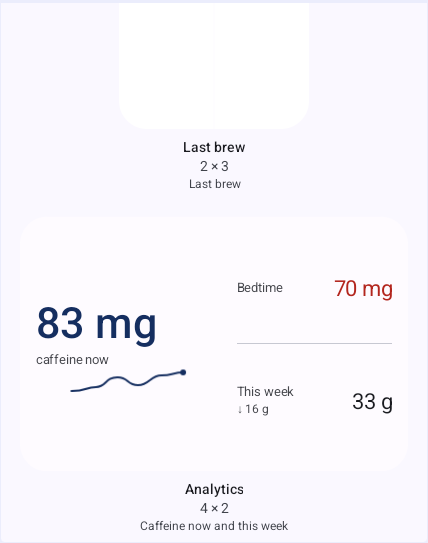 Last brew
2 × 3
Last brew
83 mg
caffeine now
Bedtime
70 mg
This week
↓ 16 g
33 g
Analytics
4 × 2
Caffeine now and this week